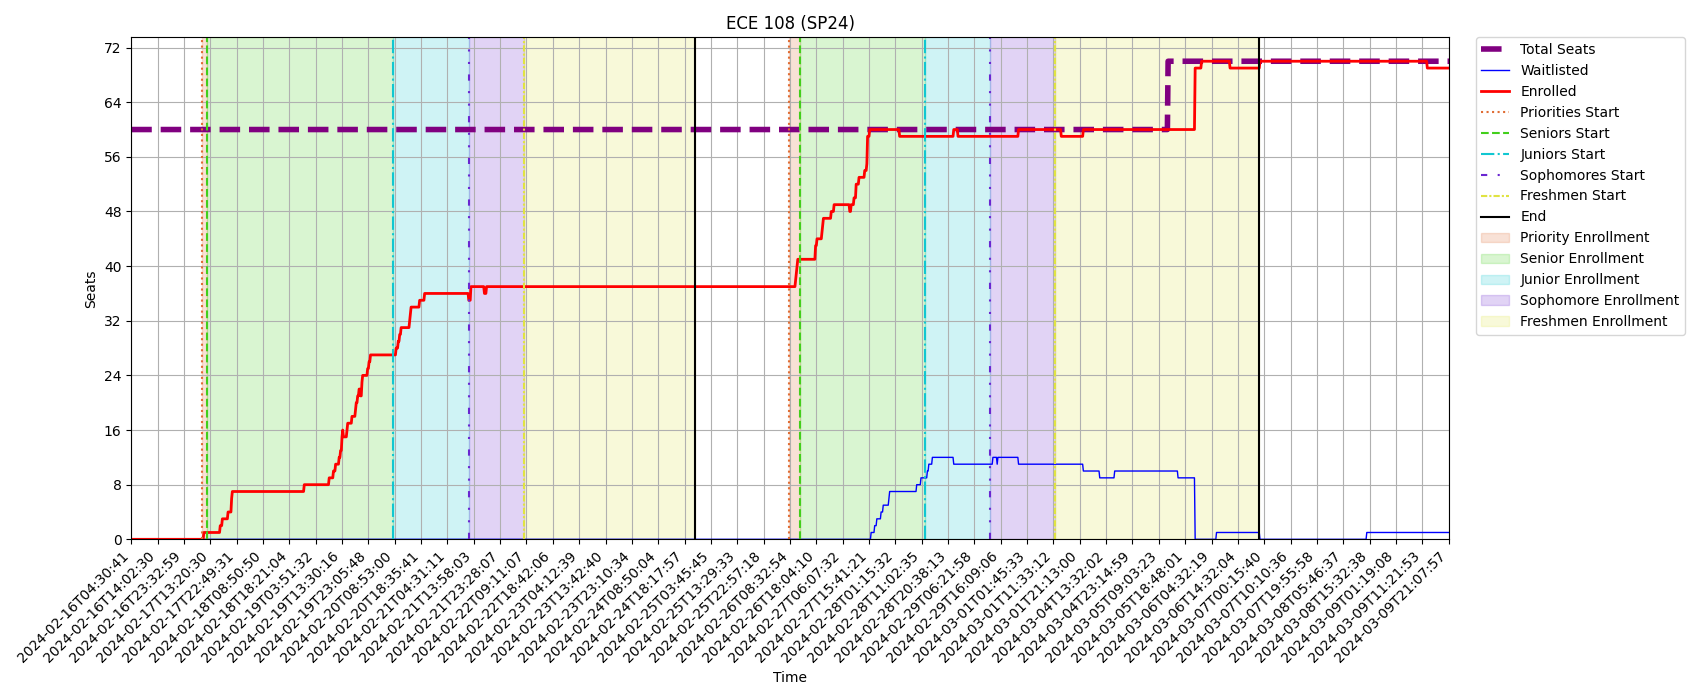 ECE 108 (SP24)
Seats
72
64
56
48
40
32
24
16
8
0
2024-02-16T04:30:41
2024-02-16T14:02:30
2024-02-16T23:32:59
2024-02-17T13:20:30
2024-02-17T22:49:31
2024-02-18T08:50:50
2024-02-18T18:21:04
2024-02-19T03:51:32
2024-02-19T13:30:16
2024-02-19T23:05:48
2024-02-20T08:53:00
2024-02-20T18:35:41
2024-02-21T04:31:11
2024-02-21T13:58:03
2024-02-21T23:28:07
2024-02-22T09:11:07
2024-02-22T18:42:06
2024-02-23T04:12:39
2024-02-23T13:42:40
2024-02-23T23:10:34
2024-02-24T08:50:04
2024-02-24T18:17:57
2024-02-25T03:45:45
2024-02-25T13:29:33
2024-02-25T22:57:18
2024-02-26T08:32:54
2024-02-26T18:04:10
2024-02-27T06:07:32
2024-02-27T15:41:21
2024-02-28T01:15:32
2024-02-28T11:02:35
2024-02-28T20:38:13
2024-02-29T06:21:58
2024-02-29T16:09:06
2024-03-01T01:45:33
2024-03-01T11:33:12
2024-03-01T21:13:00
2024-03-04T13:32:02
2024-03-04T23:14:59
2024-03-05T09:03:23
2024-03-05T18:48:01
2024-03-06T04:32:19
2024-03-06T14:32:04
2024-03-07T00:15:40
2024-03-07T10:10:36
2024-03-07T19:55:58
2024-03-08T05:46:37
2024-03-08T15:32:38
2024-03-09T01:19:08
2024-03-09T11:21:53
2024-03-09T21:07:57
Time
Total Seats
Waitlisted
Enrolled
Priorities Start
Seniors Start
Juniors Start
Sophomores Start
Freshmen Start
End
Priority Enrollment
Senior Enrollment
Junior Enrollment
Sophomore Enrollment
Freshmen Enrollment